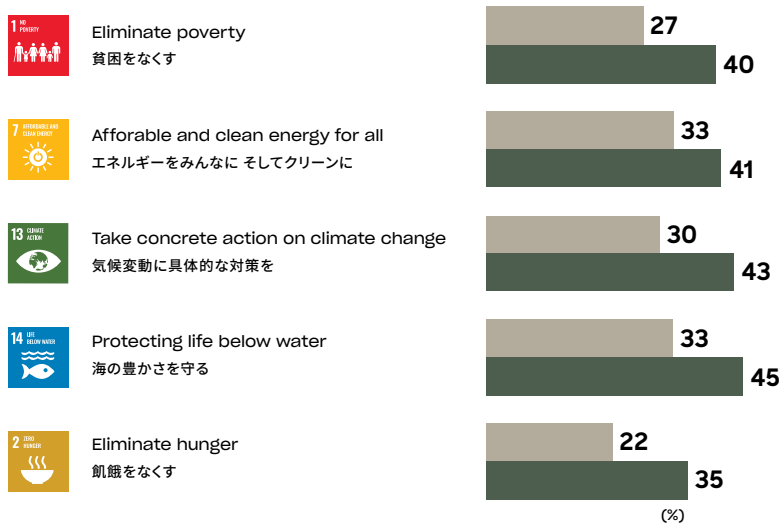 1 NO
POVERTY
Eliminate poverty
貧困をなくす
27
40
7 AFFORDABLE AND
CLEAN ENERGY
Afforable and clean energy for all
エネルギーをみんなに そしてクリーンに
33
41
13 CLIMATE
ACTION
Take concrete action on climate change
気候変動に具体的な対策を
30
43
14 LIFE
BELOW WATER
Protecting life below water
海の豊かさを守る
33
45
2 ZERO
HUNGER
Eliminate hunger
飢餓をなくす
22
35
(%)